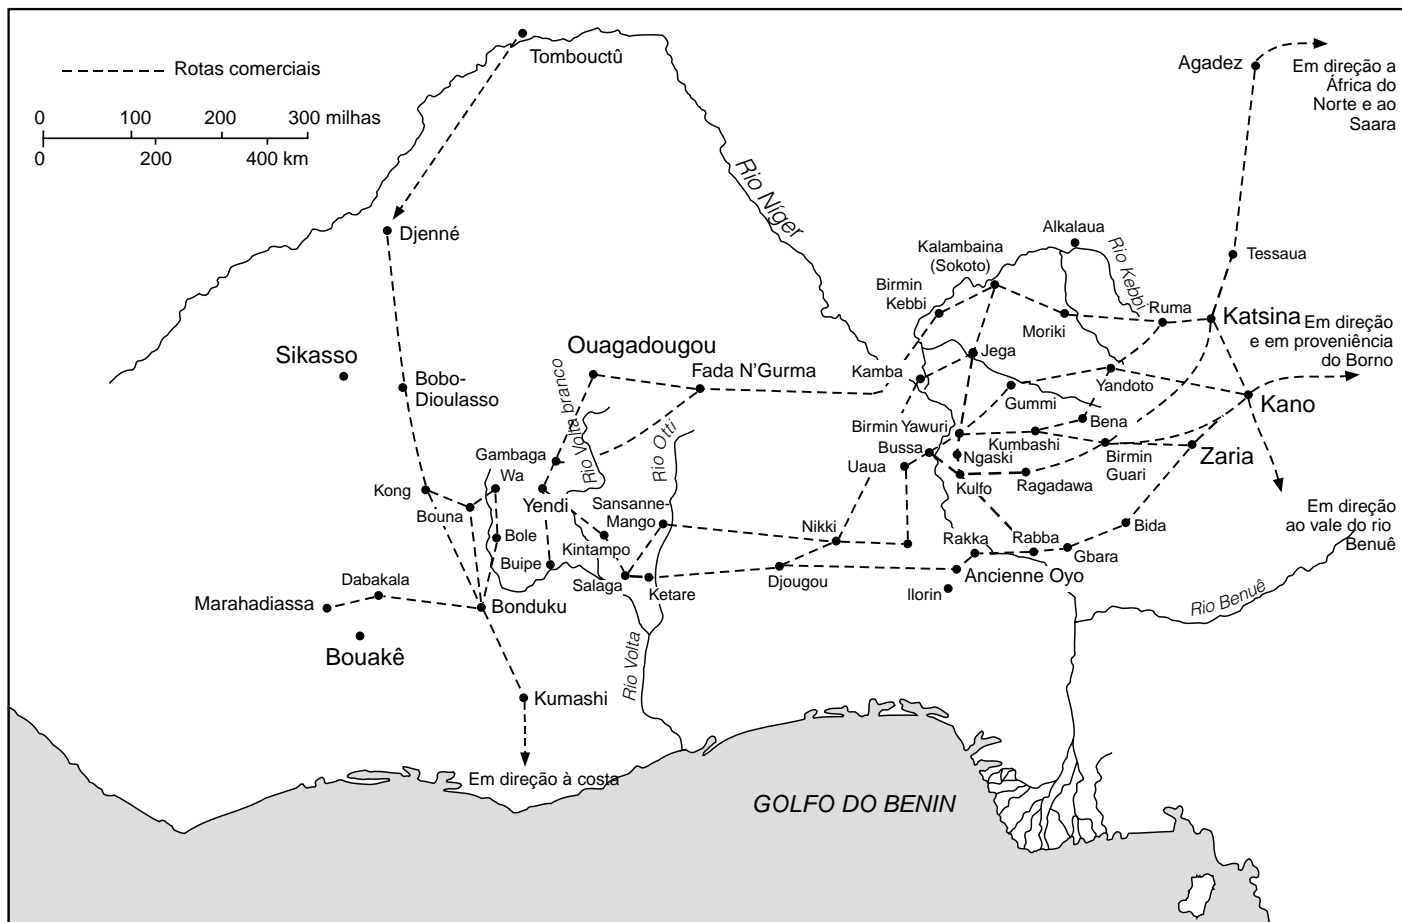 Tombouctû
Rotas comerciais
0 100 200 300 milhas
0 200 400 km
Agadez
Em direção a
África do
Norte e ao
Saara
Rio Níger
Djenné
Alkalaua
Kalambaina
(Sokoto)
Rio Kebbi
Tessaua
Birmin
Kebbi
Ruma
Moriki
Katsina
Em direção
e em proveniência
do Borno
Sikasso
Ouagadougou
Fada N’Gurma
Kamba
Jega
Yandoto
Kano
Bobo-
Dioulasso
Rio Volta branco
Rio Volta branco
Rio Otti
Gummi
Bena
Birmin Yawuri
Kumbashi
Bussa
Ngaski
Birmin
Guari
Zaria
Gambaga
Wa
Uaua
Kulfo
Ragadawa
Kong
Bouna
Yendi
Sansanne-
Mango
Nikki
Em direção
ao vale do rio
Benuê
Bole
Kintampo
Rakka
Rabba
Bida
Gbara
Buipe
Salaga
Ketare
Djougou
Ancienne Oyo
Ilorin
Dabakala
Marahadiassa
Bonduku
Rio Benuê
Bouakê
Rio Volta
Kumashi
Em direção à costa
GOLFO DO BENIN